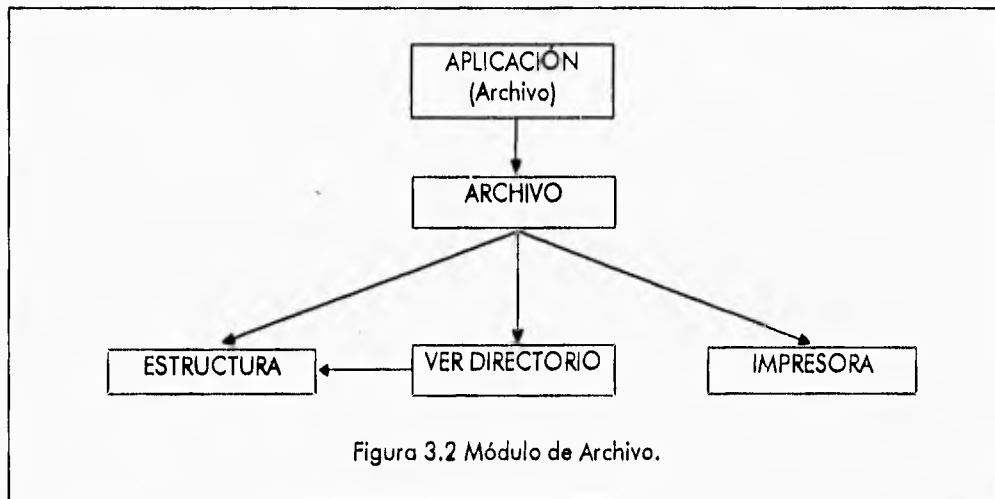 APLICACIÓN
(Archivo)
ARCHIVO
ESTRUCTURA
VER DIRECTORIO
IMPRESORA
Figura 3.2 Módulo de Archivo.